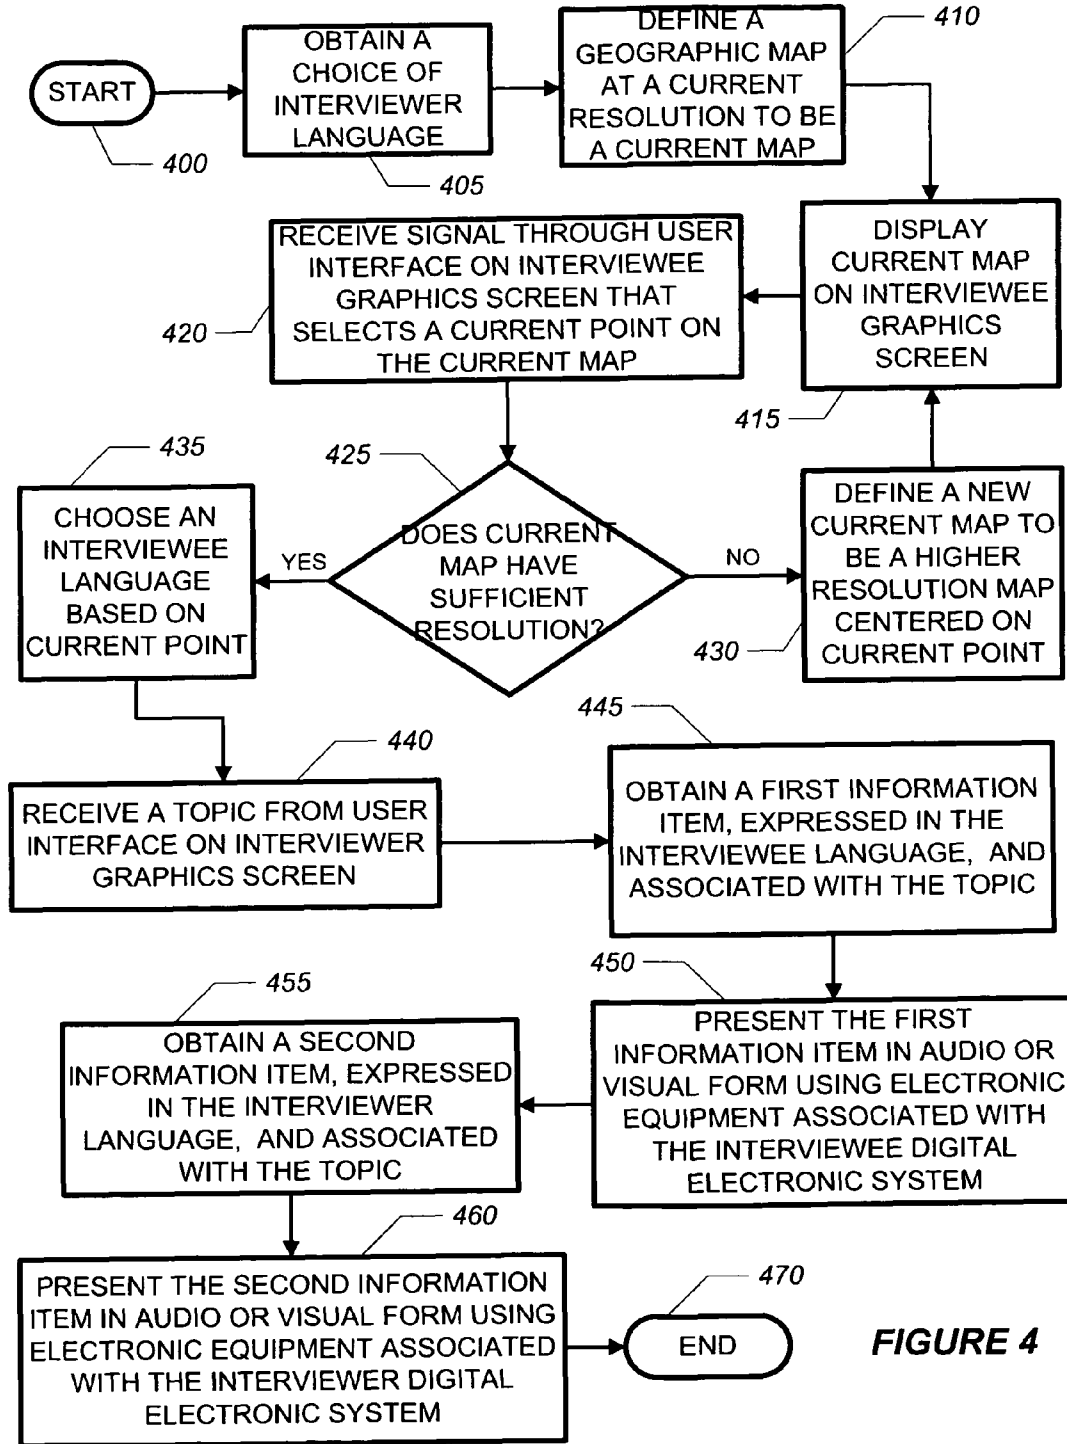 START
400
OBTAIN A
CHOICE OF
INTERVIEWER
LANGUAGE
405
DEFINE A
GEOGRAPHIC MAP
AT A CURRENT
RESOLUTION TO BE
A CURRENT MAP
410
DISPLAY
CURRENT MAP
ON INTERVIEWEE
GRAPHICS
SCREEN
415
RECEIVE SIGNAL THROUGH USER
INTERFACE ON INTERVIEWEE
GRAPHICS SCREEN THAT
SELECTS A CURRENT POINT ON
THE CURRENT MAP
420
425
DOES CURRENT
MAP HAVE
SUFFICIENT
RESOLUTION?
YES
NO
DEFINE A NEW
CURRENT MAP TO
BE A HIGHER
RESOLUTION MAP
CENTERED ON
CURRENT POINT
430
435
CHOOSE AN
INTERVIEWEE
LANGUAGE
BASED ON
CURRENT POINT
440
RECEIVE A TOPIC FROM USER
INTERFACE ON INTERVIEWER
GRAPHICS SCREEN
445
OBTAIN A FIRST INFORMATION
ITEM, EXPRESSED IN THE
INTERVIEWEE LANGUAGE, AND
ASSOCIATED WITH THE TOPIC
450
PRESENT THE FIRST
INFORMATION ITEM IN AUDIO OR
VISUAL FORM USING ELECTRONIC
EQUIPMENT ASSOCIATED WITH
THE INTERVIEWEE DIGITAL
ELECTRONIC SYSTEM
455
OBTAIN A SECOND
INFORMATION ITEM, EXPRESSED
IN THE INTERVIEWER
LANGUAGE, AND ASSOCIATED
WITH THE TOPIC
460
PRESENT THE SECOND INFORMATION
ITEM IN AUDIO OR VISUAL FORM USING
ELECTRONIC EQUIPMENT ASSOCIATED
WITH THE INTERVIEWER DIGITAL
ELECTRONIC SYSTEM
470
END
FIGURE 4